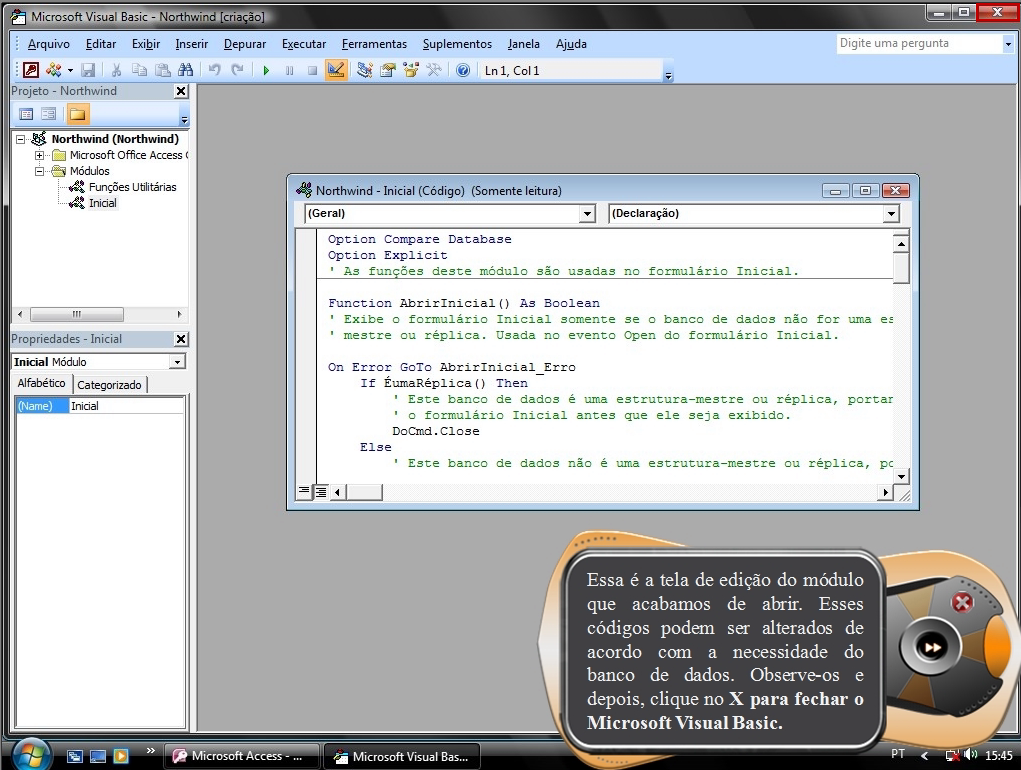 Microsoft Visual Basic - Northwind [criação]
Arquivo Editar Exibir Inserir Depurar Executar Ferramentas Suplementos Janela Ajuda
Digite uma pergunta
Ln 1, Col 1
Projeto - Northwind
Northwind (Northwind)
Microsoft Office Access
Módulos
Funções Utilitárias
Inicial
Propriedades - Inicial
Inicial Módulo
Alfabético Categorizado
(Name) Inicial
Northwind - Inicial (Código) (Somente leitura)
(Geral) (Declaração)
Option Compare Database
Option Explicit
' As funções deste módulo são usadas no formulário Inicial.
Function AbrirInicial() As Boolean
' Exibe o formulário Inicial somente se o banco de dados não for uma es
' mestre ou réplica. Usada no evento Open do formulário Inicial.
On Error GoTo AbrirInicial_Erro
If ÉumaRéplica() Then
' Este banco de dados é uma estrutura-mestre ou réplica, portan
' o formulário Inicial antes que ele seja exibido.
DoCmd.Close
Else
' Este banco de dados não é uma estrutura-mestre ou réplica, po
Essa é a tela de edição do módulo
que acabamos de abrir. Esses
códigos podem ser alterados de
acordo com a necessidade do
banco de dados. Observe-os e
depois, clique no X para fechar o
Microsoft Visual Basic.
Microsoft Access - ...
Microsoft Visual Bas...
PT
15:45